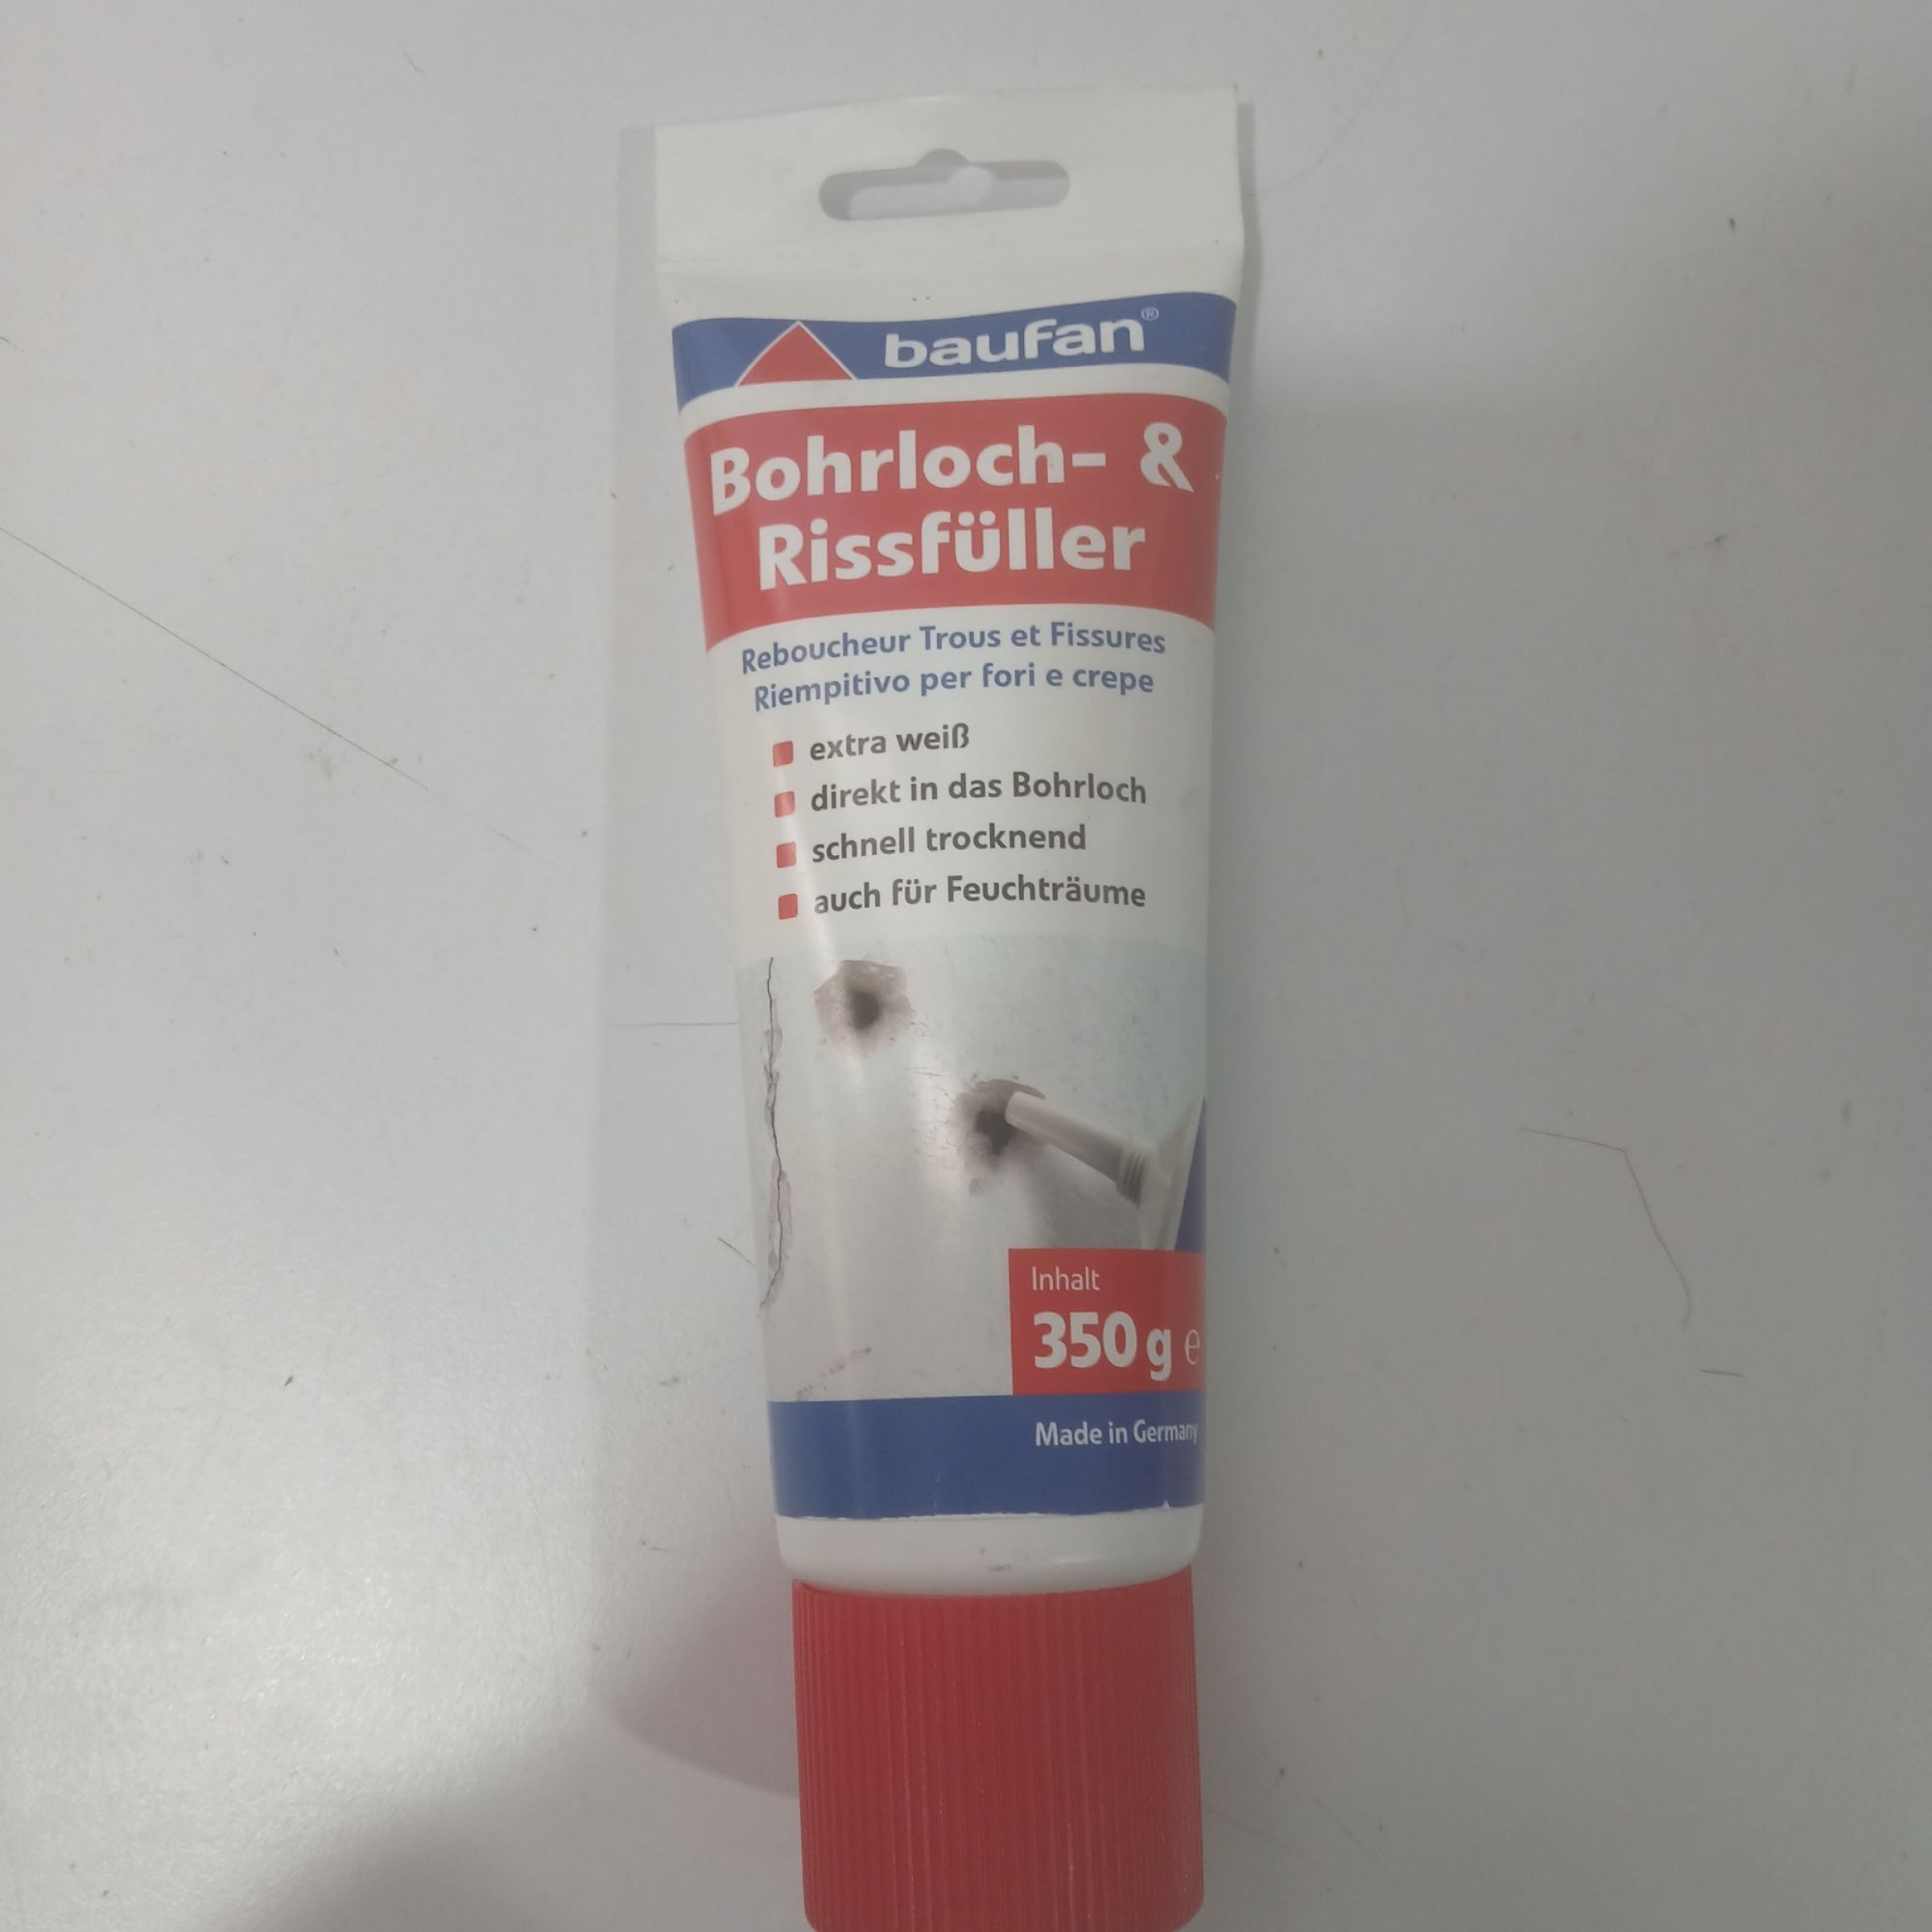 baufan®
Bohrloch- &
Rissfüller
Reboucheur Trous et Fissures
Riempitivo per fori e crepe
extra weiß
direkt in das Bohrloch
schnell trocknend
auch für Feuchträume
Inhalt
350 g ℮
Made in Germany